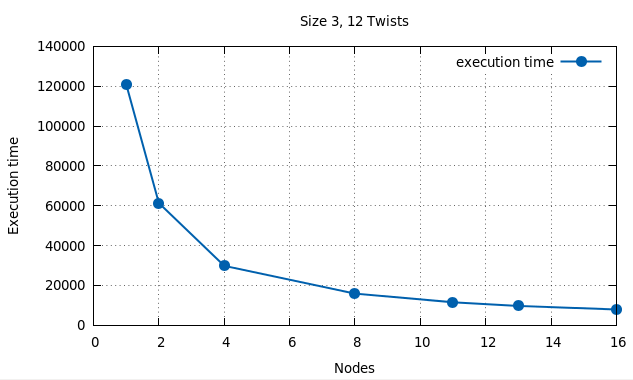 Size 3, 12 Twists
140000
execution time
120000
100000
80000
60000
40000
20000
0
Execution time
0 2 4 6 8 10 12 14 16
Nodes